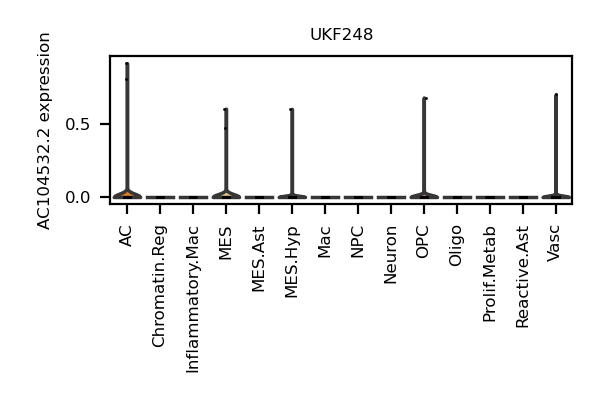 UKF248
AC104532.2 expression
0.5
0.0
AC
Chromatin.Reg
Inflammatory.Mac
MES
MES.Ast
MES.Hyp
Mac
NPC
Neuron
OPC
Oligo
Prolif.Metab
Reactive.Ast
Vasc